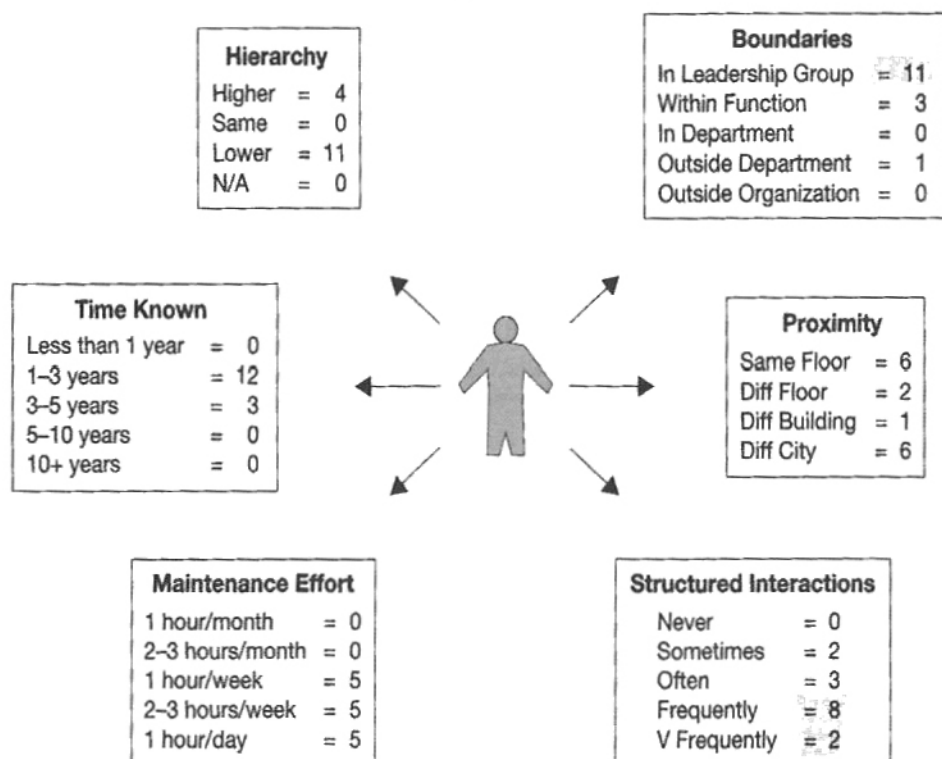 Hierarchy
Higher = 4
Same = 0
Lower = 11
N/A = 0
Boundaries
In Leadership Group = 11
Within Function = 3
In Department = 0
Outside Department = 1
Outside Organization = 0
Time Known
Less than 1 year = 0
1–3 years = 12
3–5 years = 3
5–10 years = 0
10+ years = 0
Proximity
Same Floor = 6
Diff Floor = 2
Diff Building = 1
Diff City = 6
Maintenance Effort
1 hour/month = 0
2–3 hours/month = 0
1 hour/week = 5
2–3 hours/week = 5
1 hour/day = 5
Structured Interactions
Never = 0
Sometimes = 2
Often = 3
Frequently = 8
V Frequently = 2